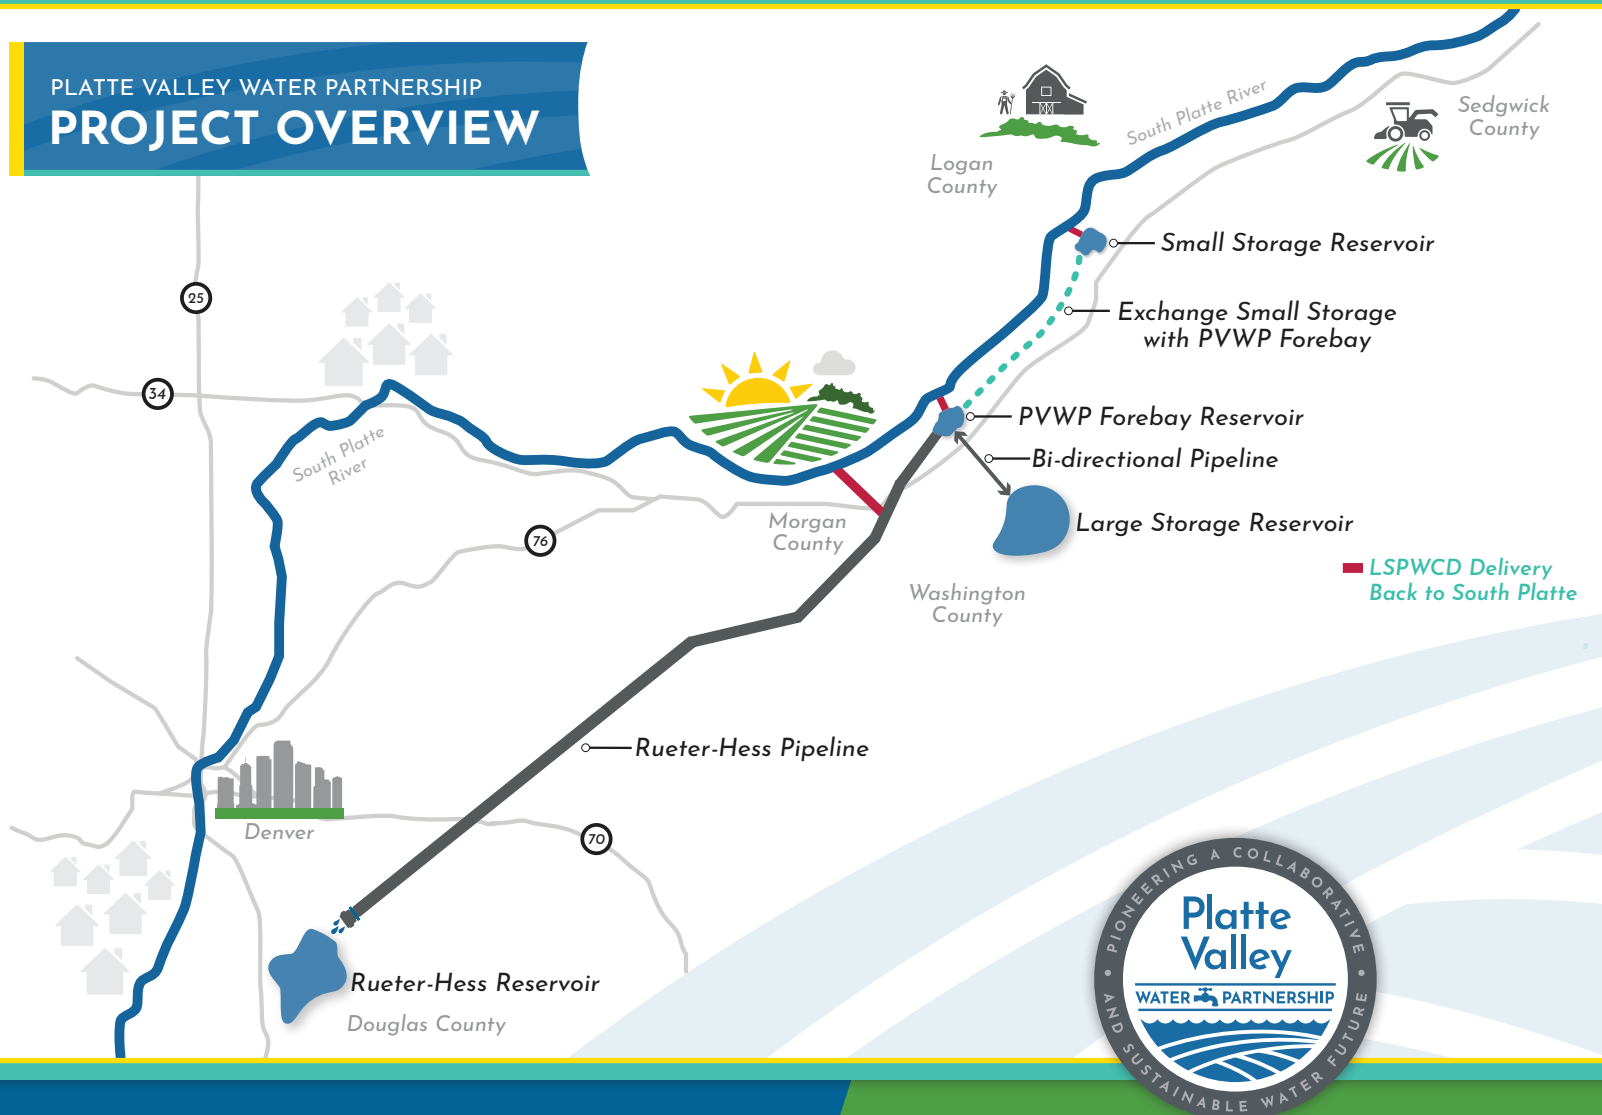 PLATTE VALLEY WATER PARTNERSHIP
PROJECT OVERVIEW
South Platte River
Sedgwick
County
Logan
County
Small Storage Reservoir
25
Exchange Small Storage
with PVWP Forebay
34
PVWP Forebay Reservoir
South Platte
River
Bi-directional Pipeline
Morgan
County
Large Storage Reservoir
76
LSPWCD Delivery
Back to South Platte
Washington
County
Rueter-Hess Pipeline
Denver
70
Rueter-Hess Reservoir
Douglas County
PIONEERING A COLLABORATIVE
Platte
Valley
WATER PARTNERSHIP
AND SUSTAINABLE WATER FUTURE